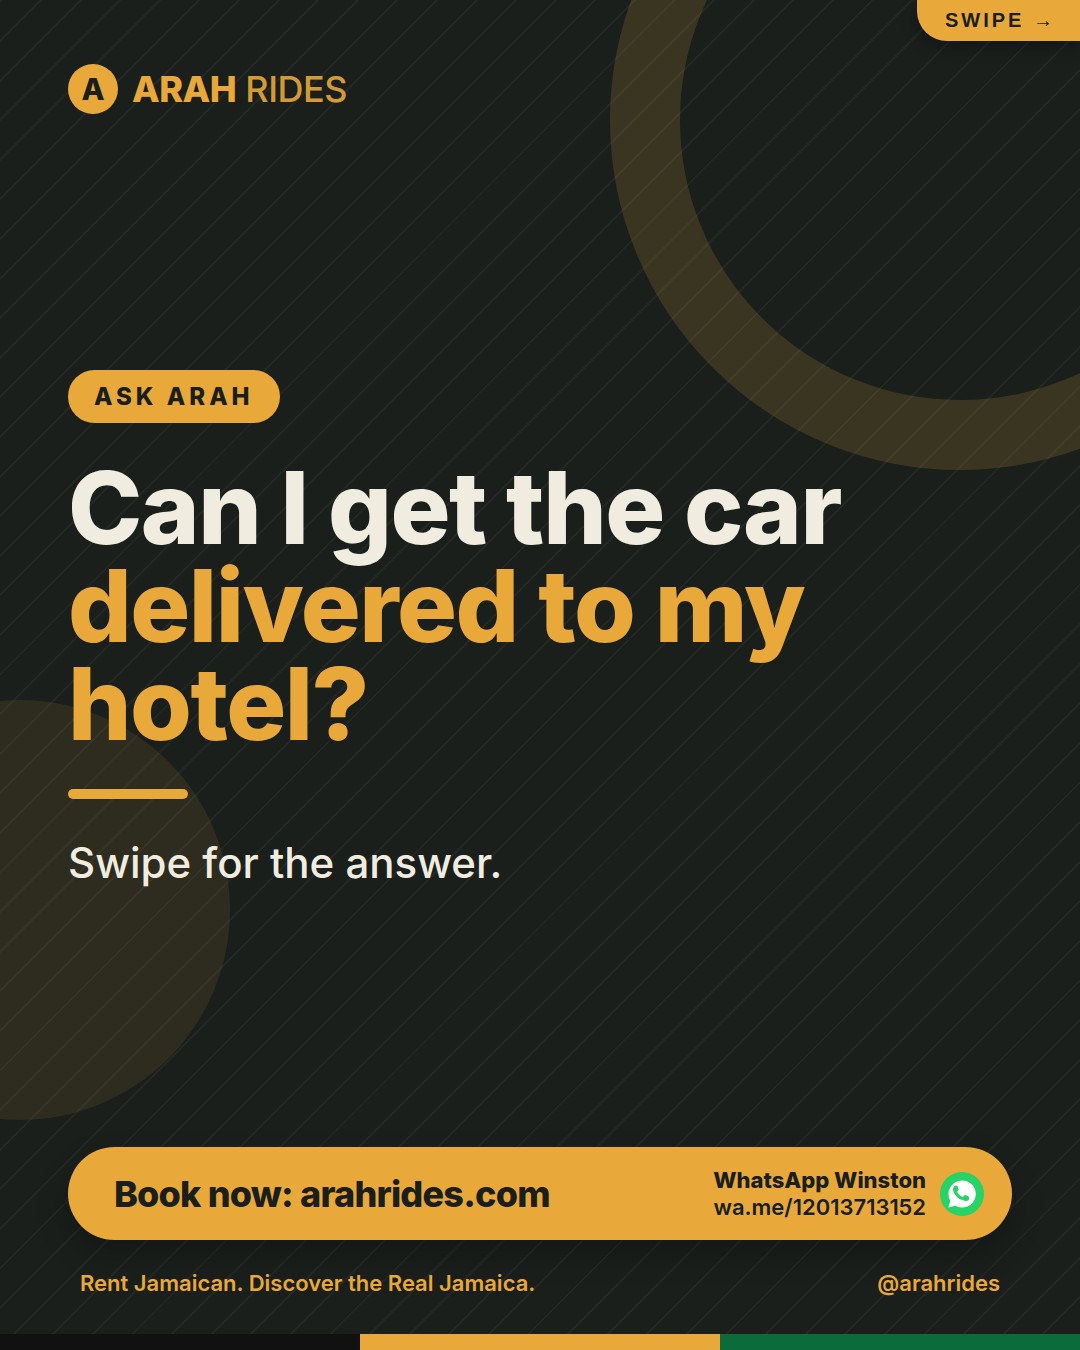 SWIPE →
A ARAH RIDES
ASK ARAH
Can I get the car
delivered to my
hotel?
Swipe for the answer.
Book now: arahrides.com
WhatsApp Winston
wa.me/12013713152
Rent Jamaican. Discover the Real Jamaica.
@arahrides